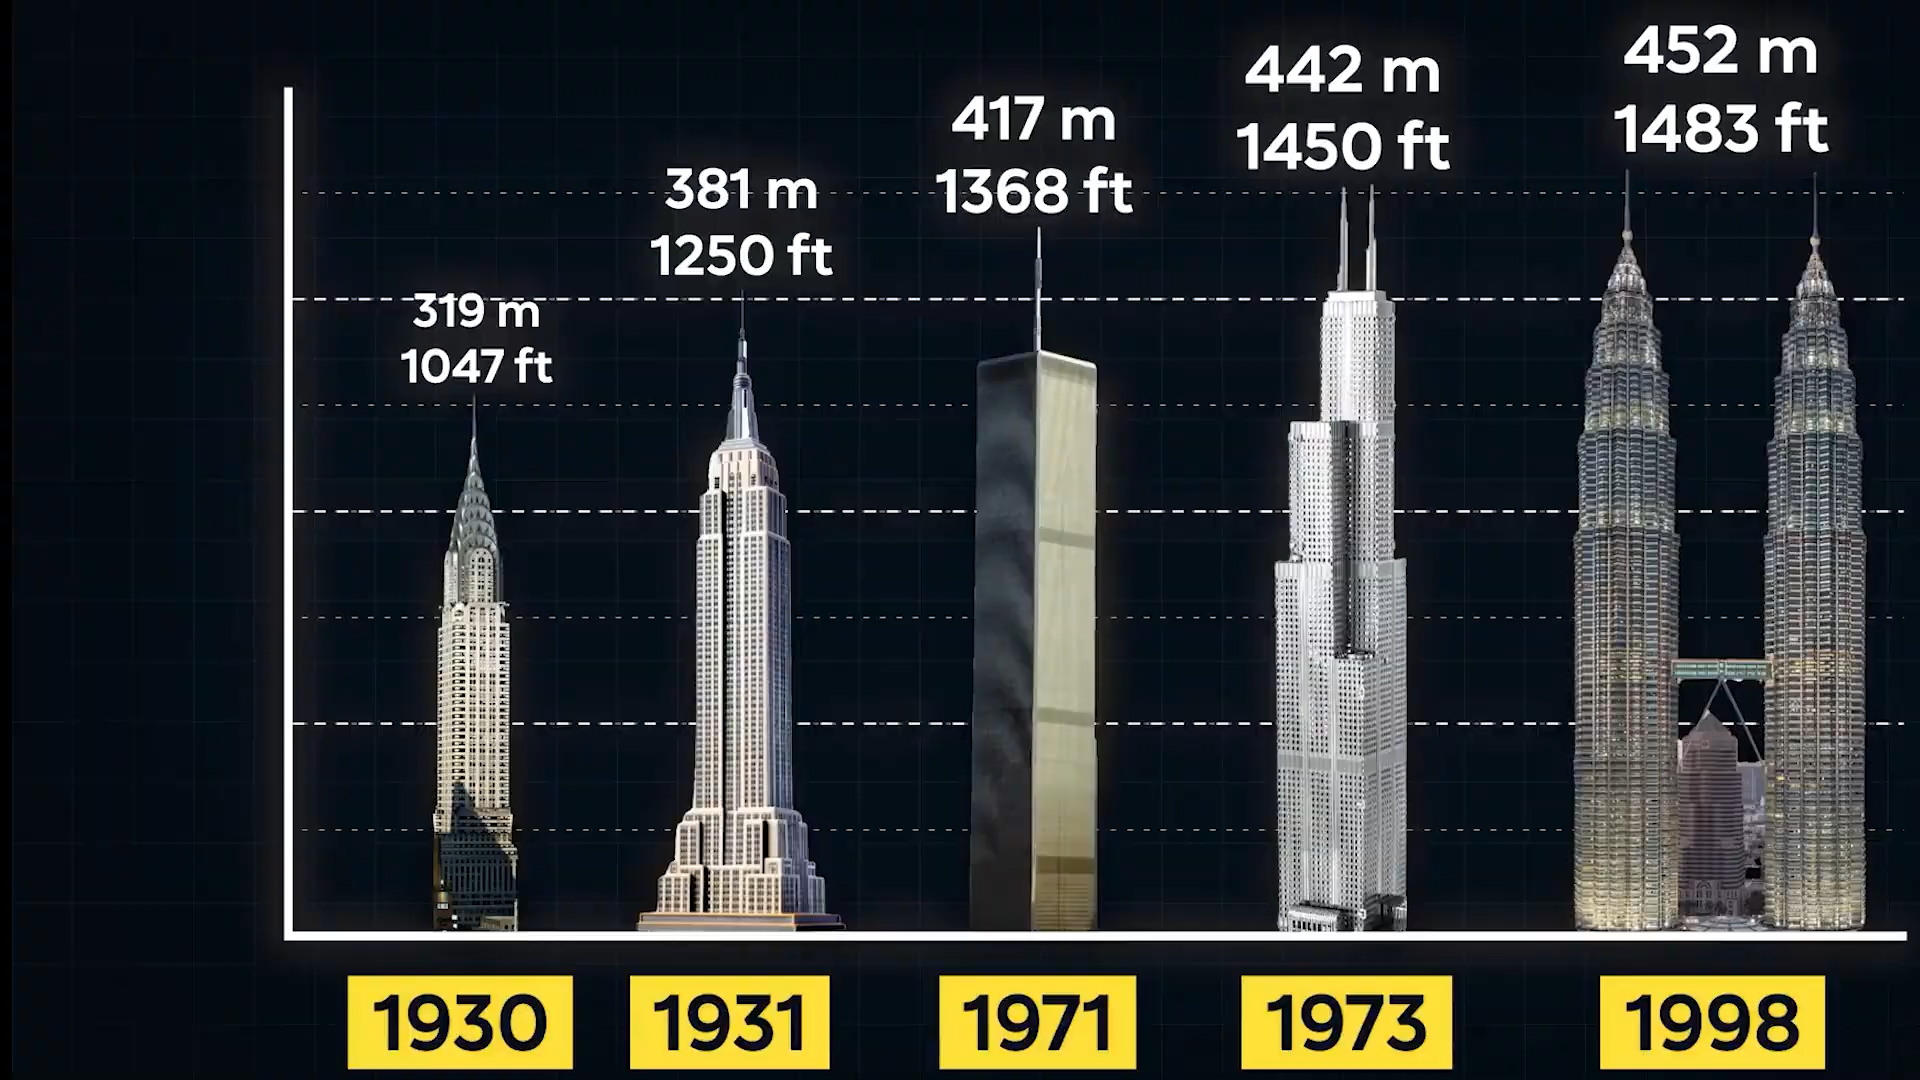 319 m
1047 ft
381 m
1250 ft
417 m
1368 ft
442 m
1450 ft
452 m
1483 ft
1930
1931
1971
1973
1998